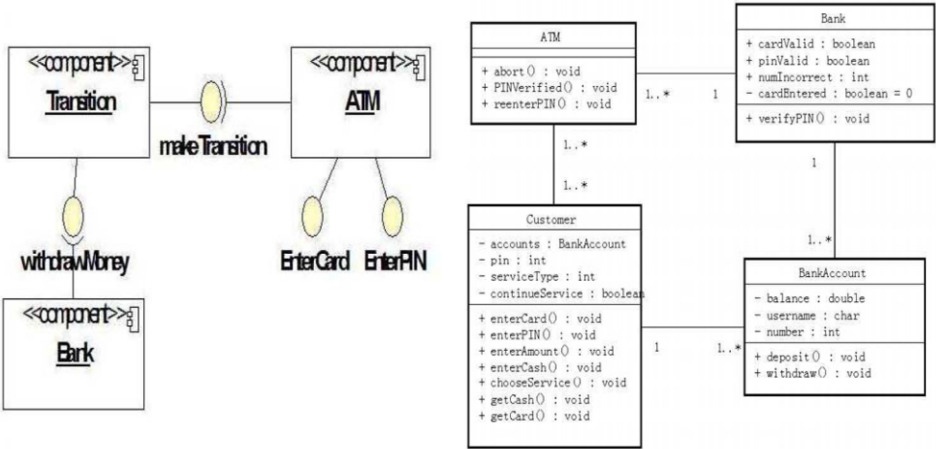 <<component>>
Transition
makeTransition
<<component>>
ATM
withdrawMoney
EnterCard
EnterPIN
<<component>>
Bank
ATM
+ abort() : void
+ PINVerified() : void
+ reenterPIN() : void
1..*
1
Bank
+ cardValid : boolean
+ pinValid : boolean
+ numIncorrect : int
- cardEntered : boolean = 0
+ verifyPIN() : void
1..*
1..*
1
1..*
Customer
- accounts : BankAccount
- pin : int
- serviceType : int
- continueService : boolean
+ enterCard() : void
+ enterPIN() : void
+ enterAmount() : void
+ enterCash() : void
+ chooseService() : void
+ getCash() : void
+ getCard() : void
1
1..*
BankAccount
- balance : double
- username : char
- number : int
+ deposit() : void
+ withdraw() : void